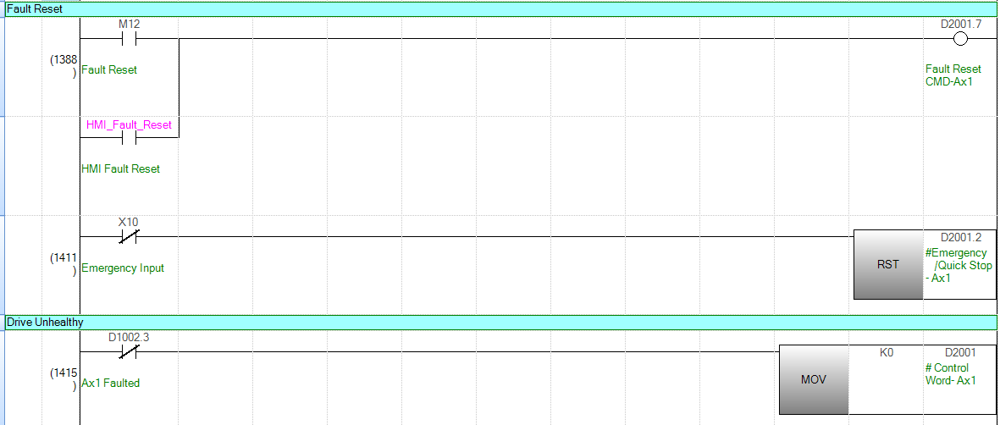 Fault Reset
M12
D2001.7
(1388
)
Fault Reset
Fault Reset
CMD-Ax1
HMI_Fault_Reset
HMI Fault Reset
X10
D2001.2
(1411
)
Emergency Input
RST
#Emergency
/Quick Stop
- Ax1
Drive Unhealthy
D1002.3
(1415
)
Ax1 Faulted
MOV
K0
D2001
# Control
Word- Ax1